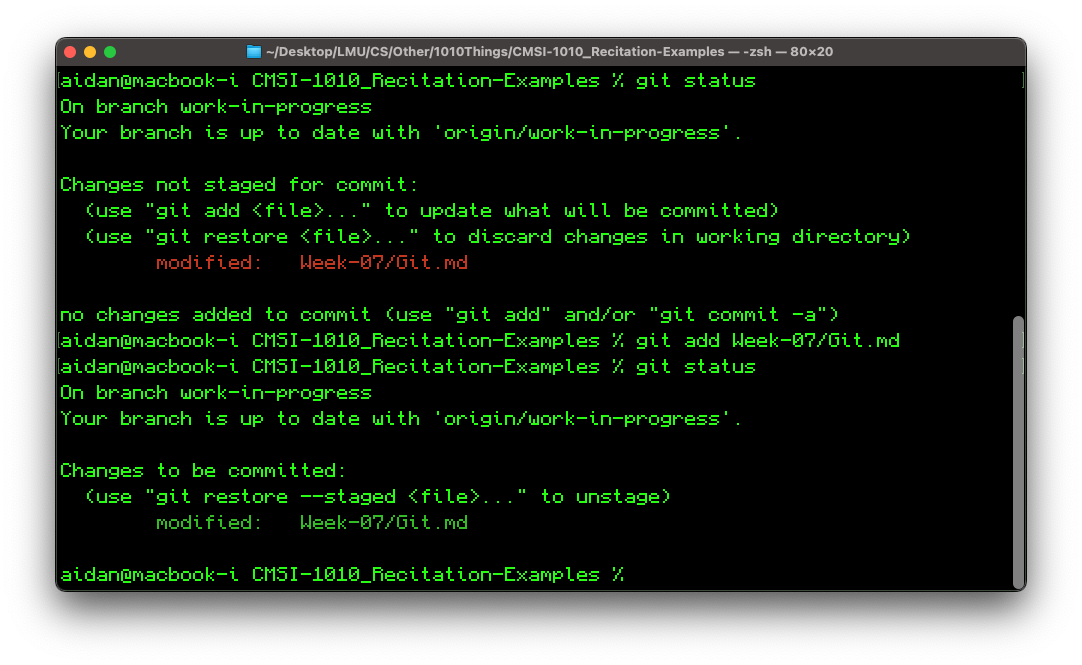 ~/Desktop/LMU/CS/Other/1010Things/CMSI-1010_Recitation-Examples — -zsh — 80×20
aidan@macbook-i CMSI-1010_Recitation-Examples % git status
On branch work-in-progress
Your branch is up to date with 'origin/work-in-progress'.

Changes not staged for commit:
  (use "git add <file>..." to update what will be committed)
  (use "git restore <file>..." to discard changes in working directory)
        modified:   Week-07/Git.md

no changes added to commit (use "git add" and/or "git commit -a")
aidan@macbook-i CMSI-1010_Recitation-Examples % git add Week-07/Git.md
aidan@macbook-i CMSI-1010_Recitation-Examples % git status
On branch work-in-progress
Your branch is up to date with 'origin/work-in-progress'.

Changes to be committed:
  (use "git restore --staged <file>..." to unstage)
        modified:   Week-07/Git.md

aidan@macbook-i CMSI-1010_Recitation-Examples %